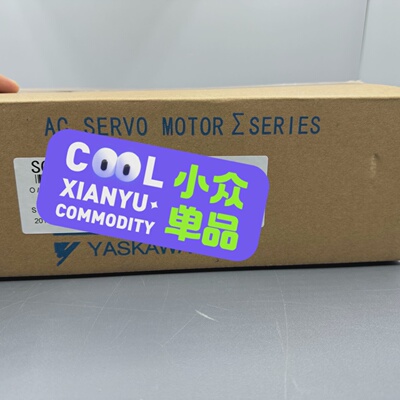 AC SERVO MOTOR Σ SERIES
COOL
XIANYU
COMMODITY
小众
单品
YASKAWA